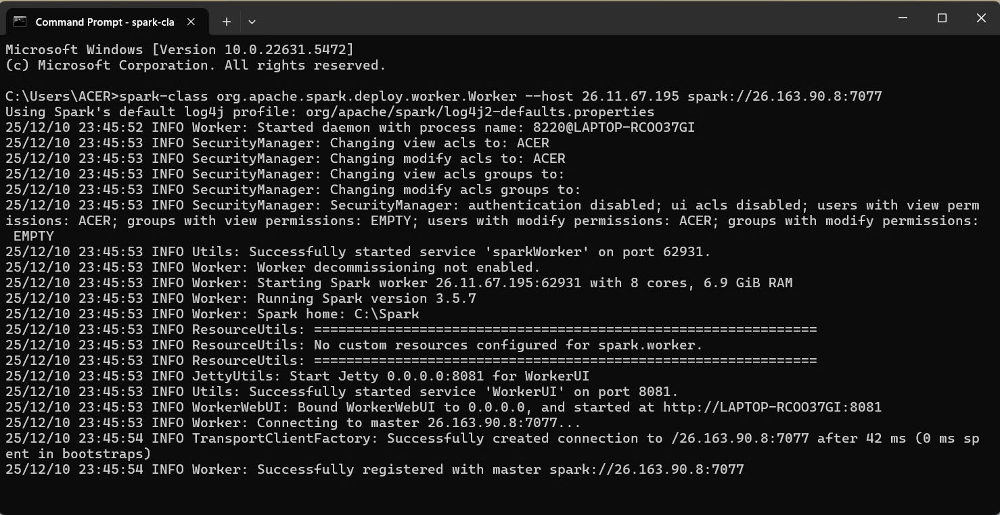 Command Prompt - spark-cla
Microsoft Windows [Version 10.0.22631.5472]
(c) Microsoft Corporation. All rights reserved.
C:\Users\ACER>spark-class org.apache.spark.deploy.worker.Worker --host 26.11.67.195 spark://26.163.90.8:7077
Using Spark's default log4j profile: org/apache/spark/log4j2-defaults.properties
25/12/10 23:45:52 INFO Worker: Started daemon with process name: 8220@LAPTOP-RCOO37GI
25/12/10 23:45:53 INFO SecurityManager: Changing view acls to: ACER
25/12/10 23:45:53 INFO SecurityManager: Changing modify acls to: ACER
25/12/10 23:45:53 INFO SecurityManager: Changing view acls groups to:
25/12/10 23:45:53 INFO SecurityManager: Changing modify acls groups to:
25/12/10 23:45:53 INFO SecurityManager: SecurityManager: authentication disabled; ui acls disabled; users with view perm
issions: ACER; groups with view permissions: EMPTY; users with modify permissions: ACER; groups with modify permissions:
 EMPTY
25/12/10 23:45:53 INFO Utils: Successfully started service 'sparkWorker' on port 62931.
25/12/10 23:45:53 INFO Worker: Worker decommissioning not enabled.
25/12/10 23:45:53 INFO Worker: Starting Spark worker 26.11.67.195:62931 with 8 cores, 6.9 GiB RAM
25/12/10 23:45:53 INFO Worker: Running Spark version 3.5.7
25/12/10 23:45:53 INFO Worker: Spark home: C:\Spark
25/12/10 23:45:53 INFO ResourceUtils: ==============================================================
25/12/10 23:45:53 INFO ResourceUtils: No custom resources configured for spark.worker.
25/12/10 23:45:53 INFO ResourceUtils: ==============================================================
25/12/10 23:45:53 INFO JettyUtils: Start Jetty 0.0.0.0:8081 for WorkerUI
25/12/10 23:45:53 INFO Utils: Successfully started service 'WorkerUI' on port 8081.
25/12/10 23:45:53 INFO WorkerWebUI: Bound WorkerWebUI to 0.0.0.0, and started at http://LAPTOP-RCOO37GI:8081
25/12/10 23:45:53 INFO Worker: Connecting to master 26.163.90.8:7077...
25/12/10 23:45:54 INFO TransportClientFactory: Successfully created connection to /26.163.90.8:7077 after 42 ms (0 ms sp
ent in bootstraps)
25/12/10 23:45:54 INFO Worker: Successfully registered with master spark://26.163.90.8:7077